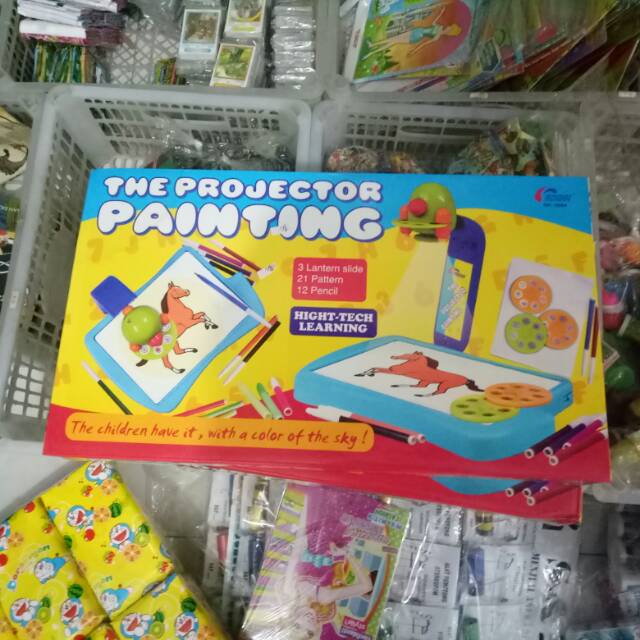 THE PROJECTOR
PAINTING
3 Lantern slide
21 Pattern
12 Pencil
HIGHT-TECH
LEARNING
The children have it, with a color of the sky!